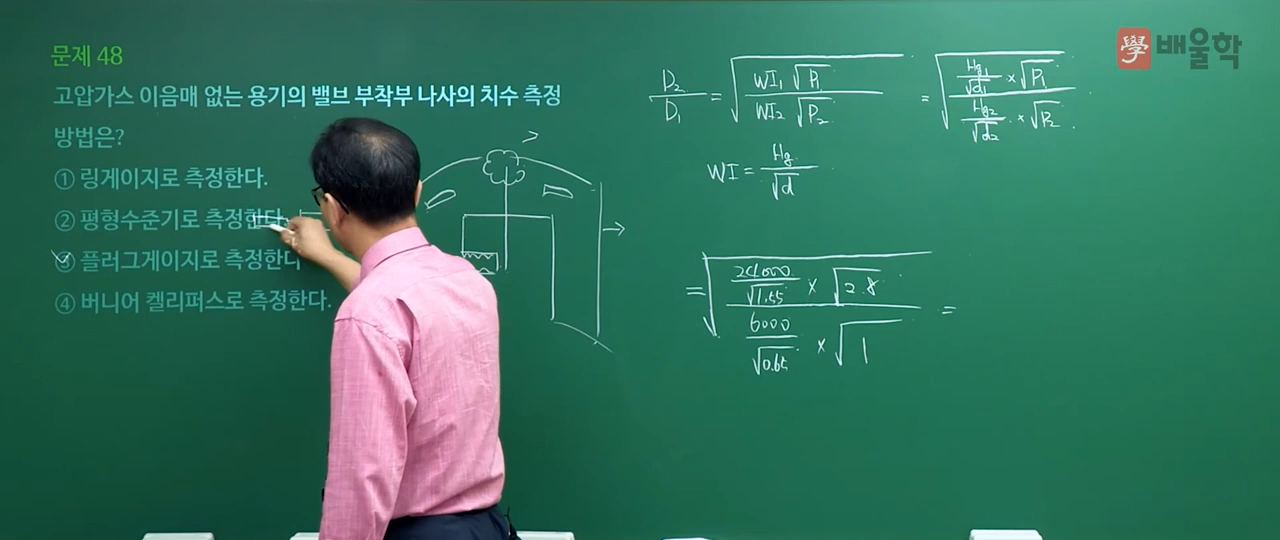 문제 48
고압가스 이음매 없는 용기의 밸브 부착부 나사의 치수 측정
방법은?
① 링게이지로 측정한다.
② 평형수준기로 측정한다.
③ 플러그게이지로 측정한다
④ 버니어 켈리퍼스로 측정한다.
D₂/D₁ = √((WI₁ √P₁)/(WI₂ √P₂)) = √((Hg₁/√d₁ × √P₁)/(Hg₂/√d₂ × √P₂))
WI = Hg/√d
= √((24000/√1.55 × √2.8)/(6000/√0.65 × √1)) =
學 배울학